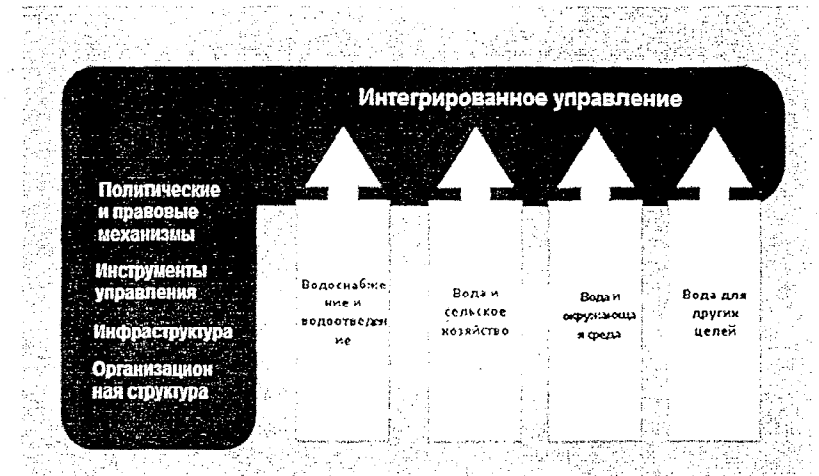 Интегрированное управление
Политические
и правовые
механизмы
Инструменты
управления
Инфраструктура
Организацион
ная структура
Водоснабже
ние и
водоотведен
ие
Вода и
сельское
хозяйство
Вода и
окружающа
я среда
Вода для
других
целей